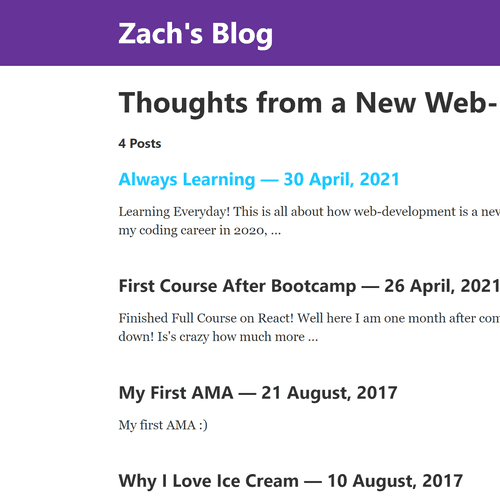 Zach's Blog
Thoughts from a New Web-
4 Posts
Always Learning — 30 April, 2021
Learning Everyday! This is all about how web-development is a nev
my coding career in 2020, ...
First Course After Bootcamp — 26 April, 2021
Finished Full Course on React! Well here I am one month after com
down! Is's crazy how much more ...
My First AMA — 21 August, 2017
My first AMA :)
Why I Love Ice Cream — 10 August, 2017